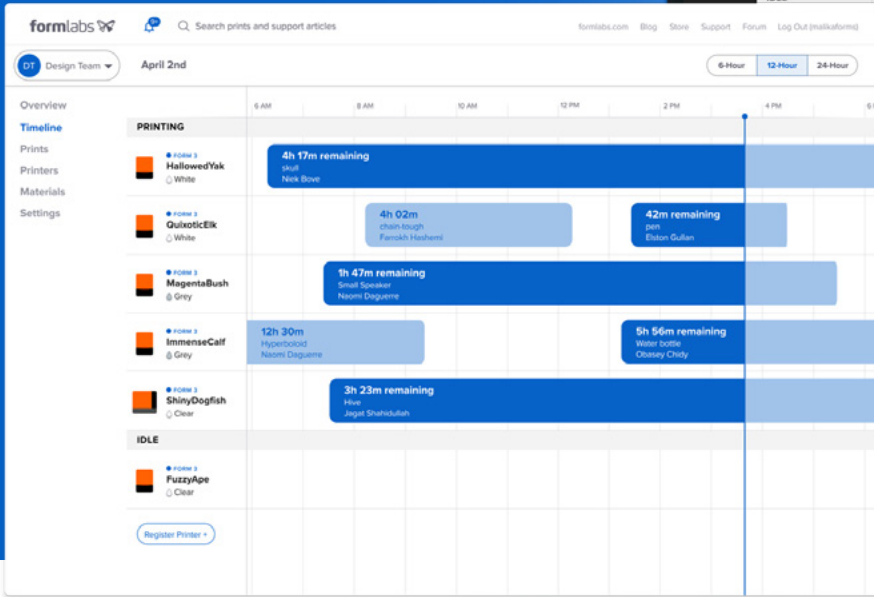 formlabs
9+
Search prints and support articles
formlabs.com Blog Store Support Forum Log Out (malikaforms)
DT Design Team
April 2nd
6-Hour 12-Hour 24-Hour
Overview
Timeline
Prints
Printers
Materials
Settings
6 AM 8 AM 10 AM 12 PM 2 PM 4 PM
PRINTING
FORM 3
HallowedYak
White
4h 17m remaining
skull
Niek Bove
FORM 3
QuixoticElk
White
4h 02m
chain-tough
Farrokh Hashemi
42m remaining
pen
Elston Gullan
FORM 3
MagentaBush
Grey
1h 47m remaining
Small Speaker
Naomi Daguerre
FORM 3
ImmenseCalf
Grey
12h 30m
Hyperboloid
Naomi Daguerre
5h 56m remaining
Water bottle
Obasey Chidy
FORM 3
ShinyDogfish
Clear
3h 23m remaining
Hive
Jagat Shahidullah
IDLE
FORM 3
FuzzyApe
Clear
Register Printer +